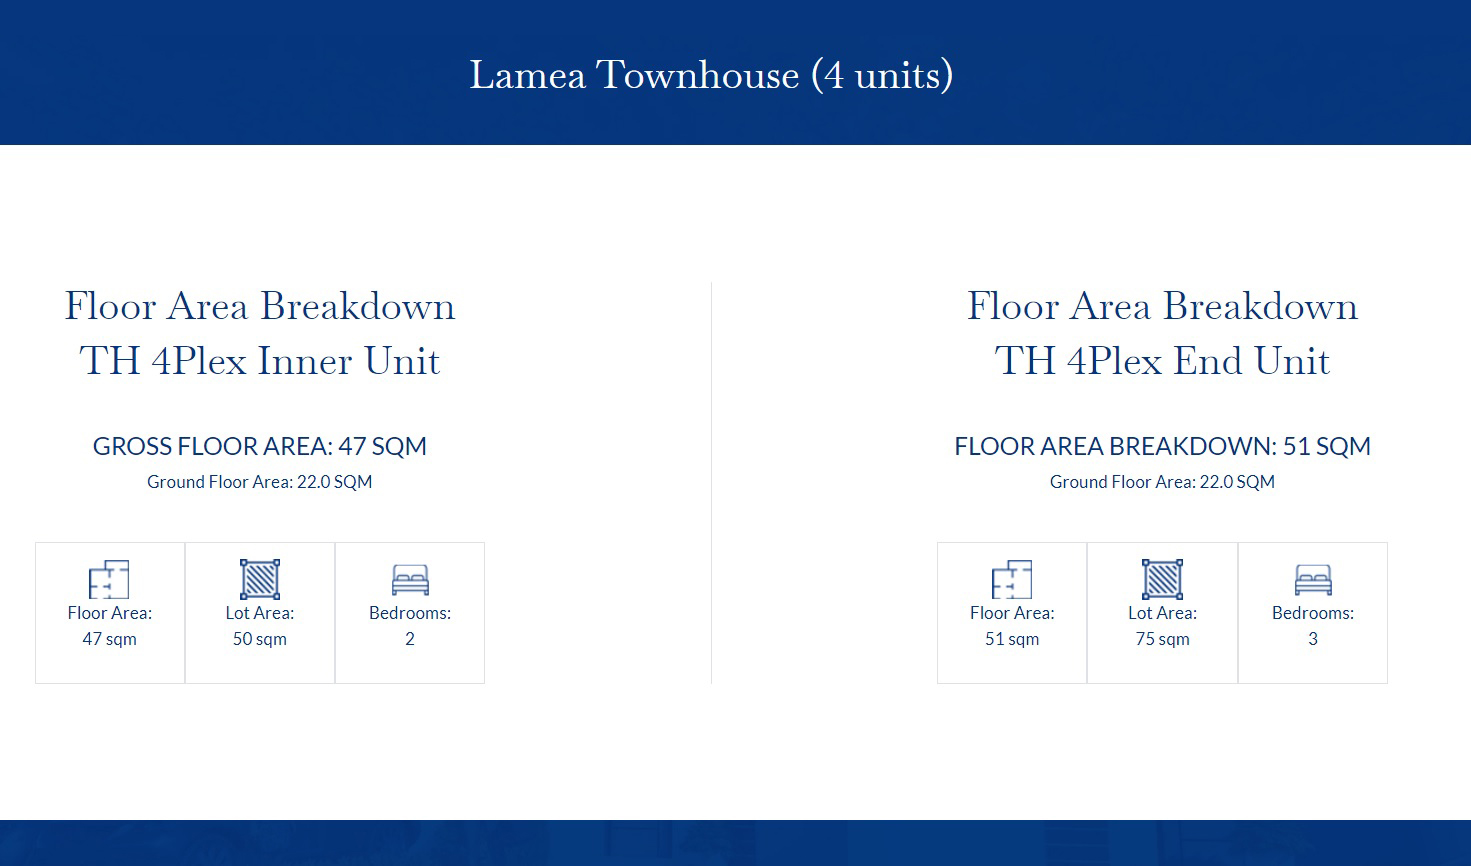 Lamea Townhouse (4 units)
Floor Area Breakdown
TH 4Plex Inner Unit
GROSS FLOOR AREA: 47 SQM
Ground Floor Area: 22.0 SQM
Floor Area:
47 sqm
Lot Area:
50 sqm
Bedrooms:
2
Floor Area Breakdown
TH 4Plex End Unit
FLOOR AREA BREAKDOWN: 51 SQM
Ground Floor Area: 22.0 SQM
Floor Area:
51 sqm
Lot Area:
75 sqm
Bedrooms:
3